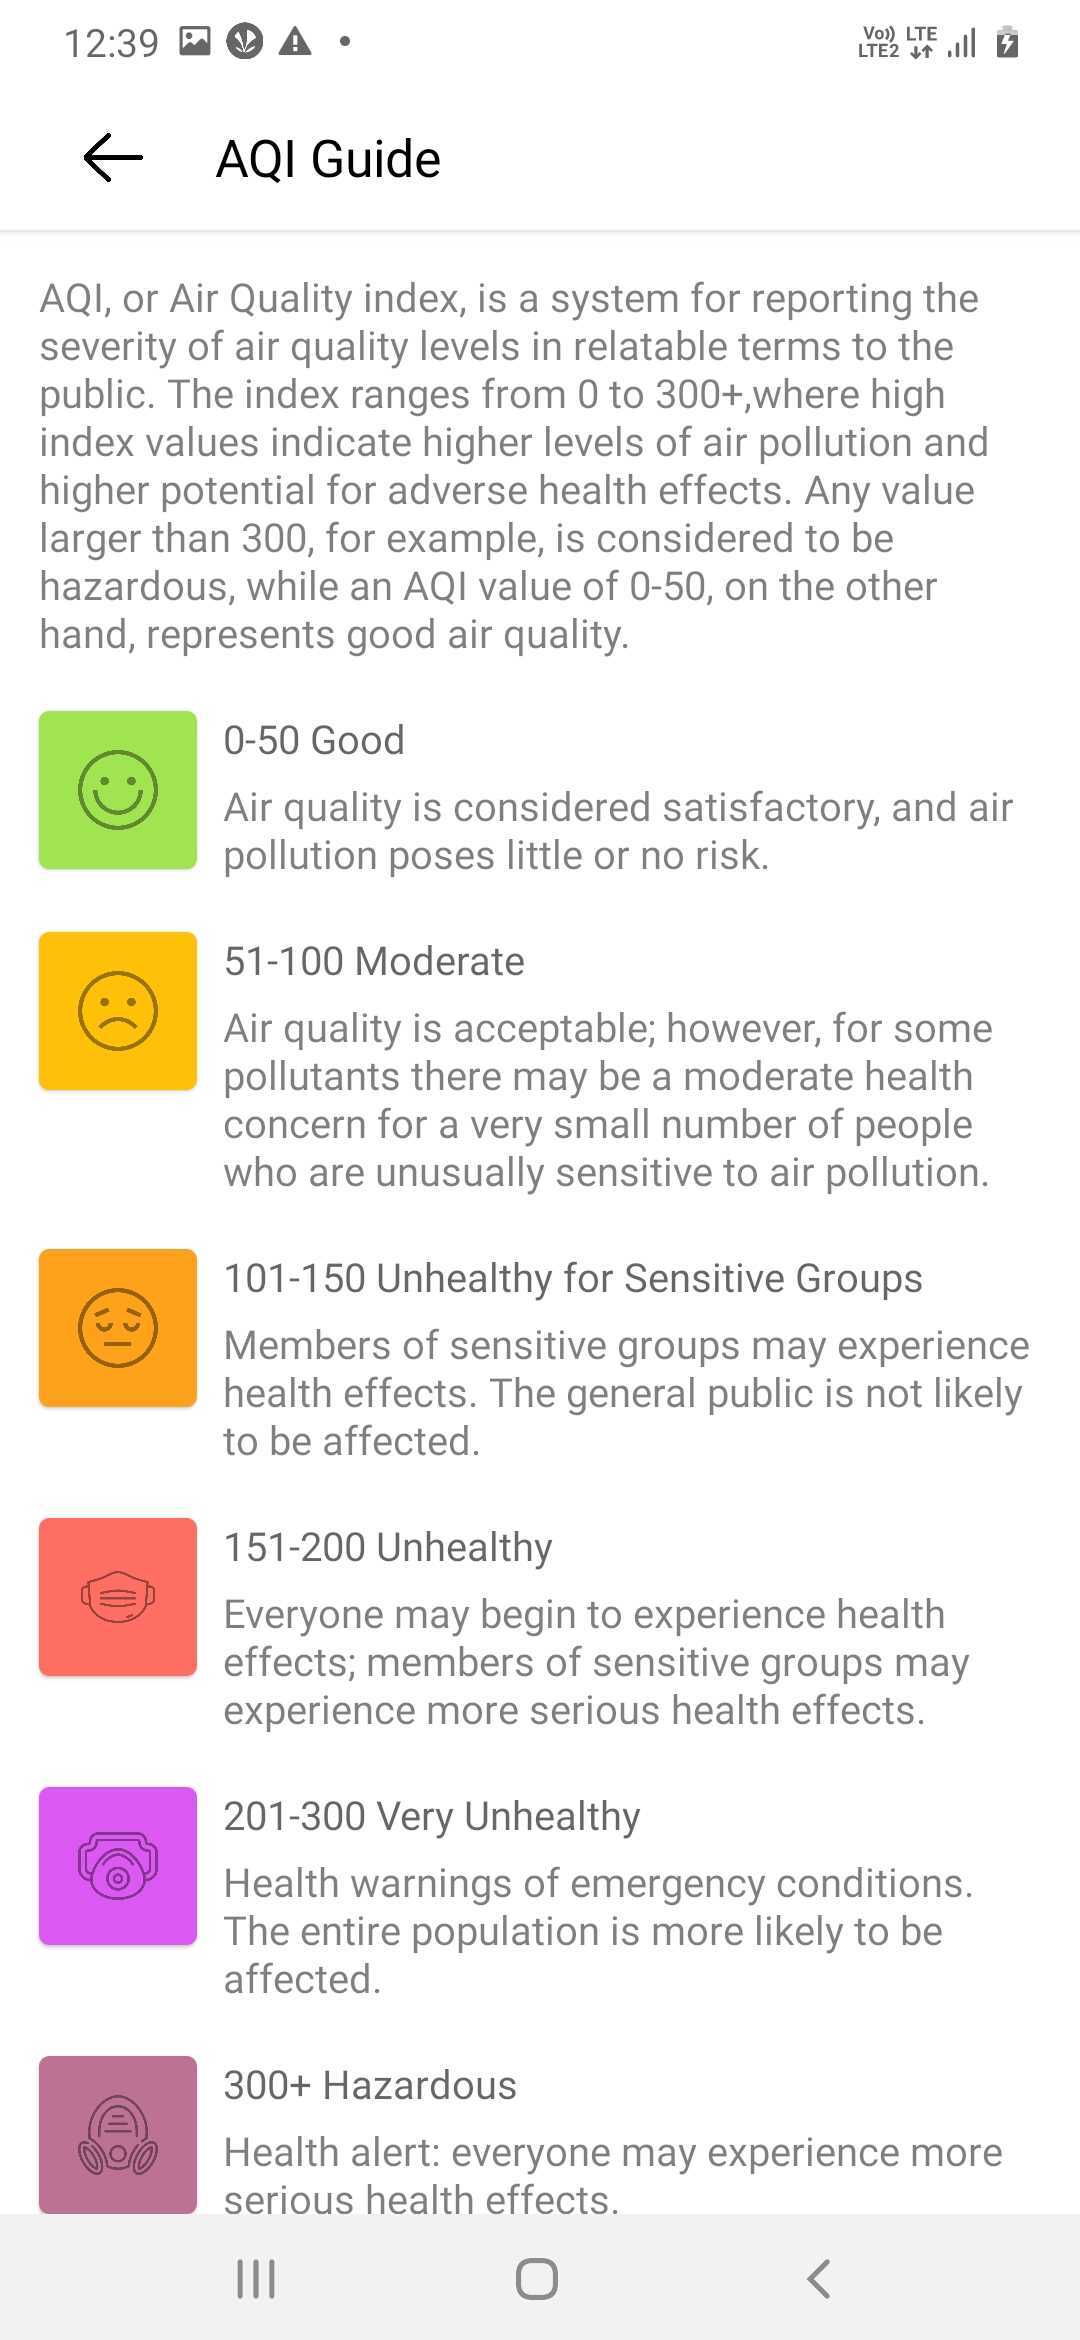 12:39
Vo)) LTE
LTE2
AQI Guide
AQI, or Air Quality index, is a system for reporting the
severity of air quality levels in relatable terms to the
public. The index ranges from 0 to 300+,where high
index values indicate higher levels of air pollution and
higher potential for adverse health effects. Any value
larger than 300, for example, is considered to be
hazardous, while an AQI value of 0-50, on the other
hand, represents good air quality.
0-50 Good
Air quality is considered satisfactory, and air
pollution poses little or no risk.
51-100 Moderate
Air quality is acceptable; however, for some
pollutants there may be a moderate health
concern for a very small number of people
who are unusually sensitive to air pollution.
101-150 Unhealthy for Sensitive Groups
Members of sensitive groups may experience
health effects. The general public is not likely
to be affected.
151-200 Unhealthy
Everyone may begin to experience health
effects; members of sensitive groups may
experience more serious health effects.
201-300 Very Unhealthy
Health warnings of emergency conditions.
The entire population is more likely to be
affected.
300+ Hazardous
Health alert: everyone may experience more
serious health effects.